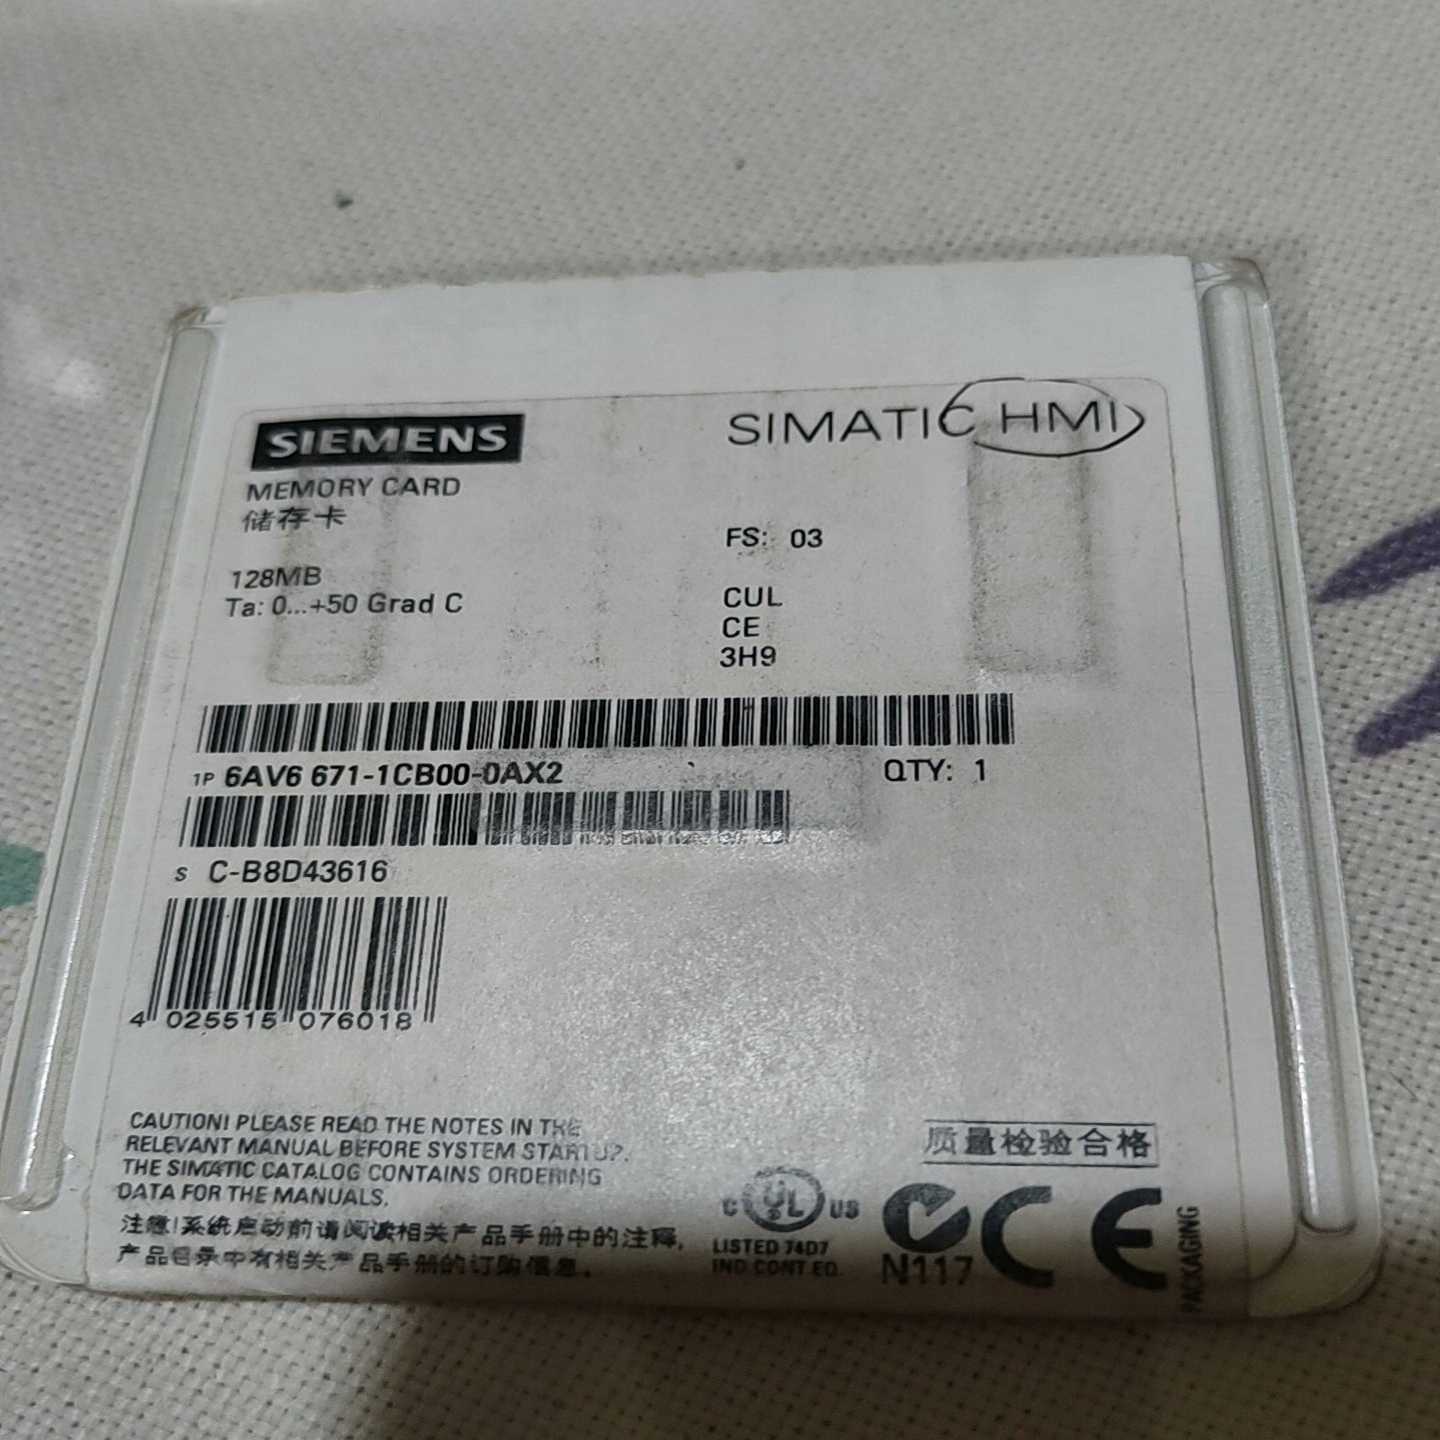 SIEMENS
SIMATIC HMI
MEMORY CARD
储存卡
FS: 03
128MB
Ta: 0...+50 Grad C
CUL
CE
3H9
1P 6AV6 671-1CB00-0AX2
QTY: 1
S C-B8D43616
4 025515 076018
CAUTION! PLEASE READ THE NOTES IN THE
RELEVANT MANUAL BEFORE SYSTEM STARTUP.
THE SIMATIC CATALOG CONTAINS ORDERING
DATA FOR THE MANUALS.
注意!系统启动前请阅读相关产品手册中的注释,
产品目录中有相关产品手册的订购信息.
质量检验合格
C UL US
LISTED 74D7
IND.CONT.EQ.
N117
CE
PACKAGING